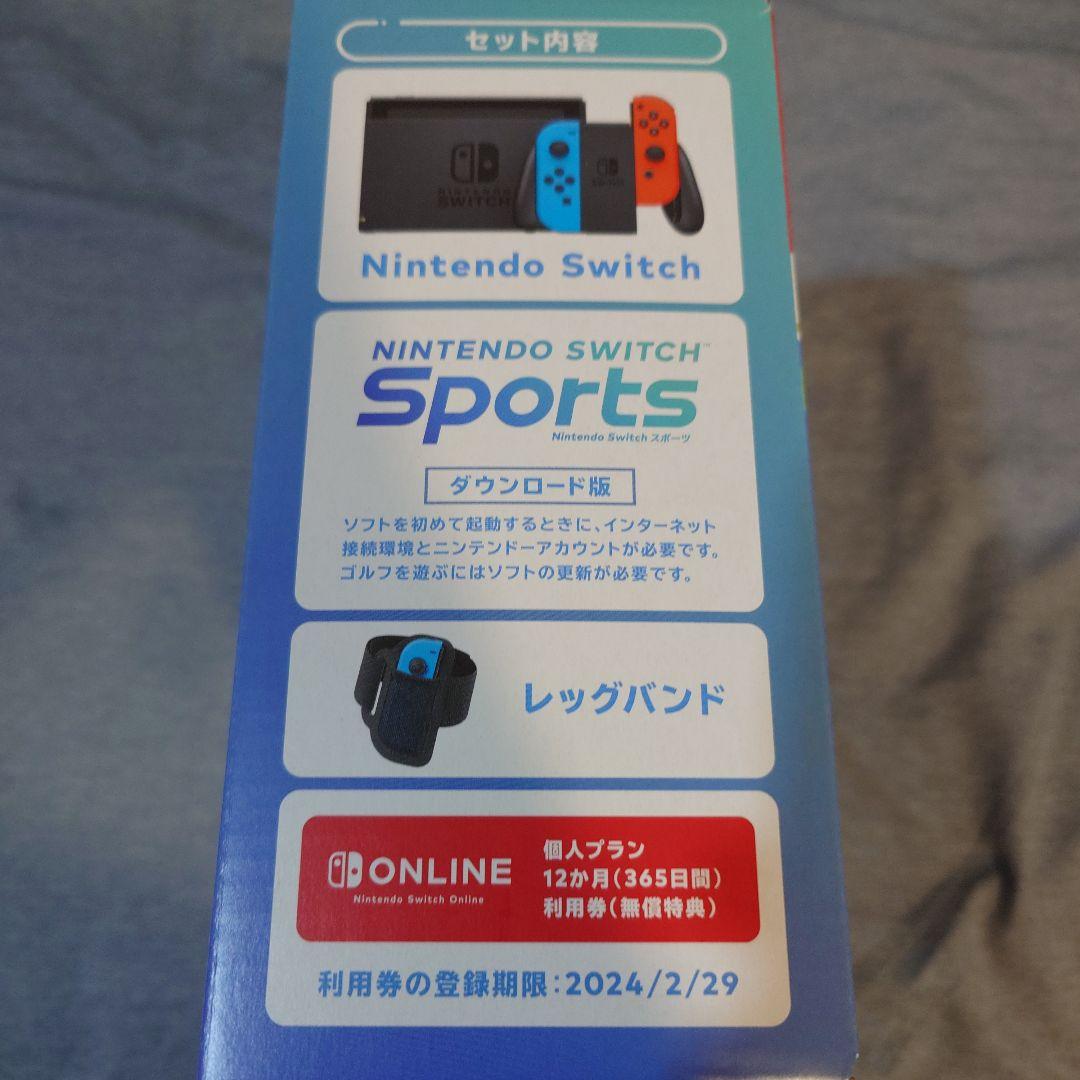 セット内容
NINTENDO
SWITCH
Nintendo Switch
NINTENDO SWITCH™
Sports
Nintendo Switch スポーツ
ダウンロード版
ソフトを初めて起動するときに、インターネット
接続環境とニンテンドーアカウントが必要です。
ゴルフを遊ぶにはソフトの更新が必要です。
レッグバンド
ONLINE
Nintendo Switch Online
個人プラン
12か月(365日間)
利用券(無償特典)
利用券の登録期限:2024/2/29